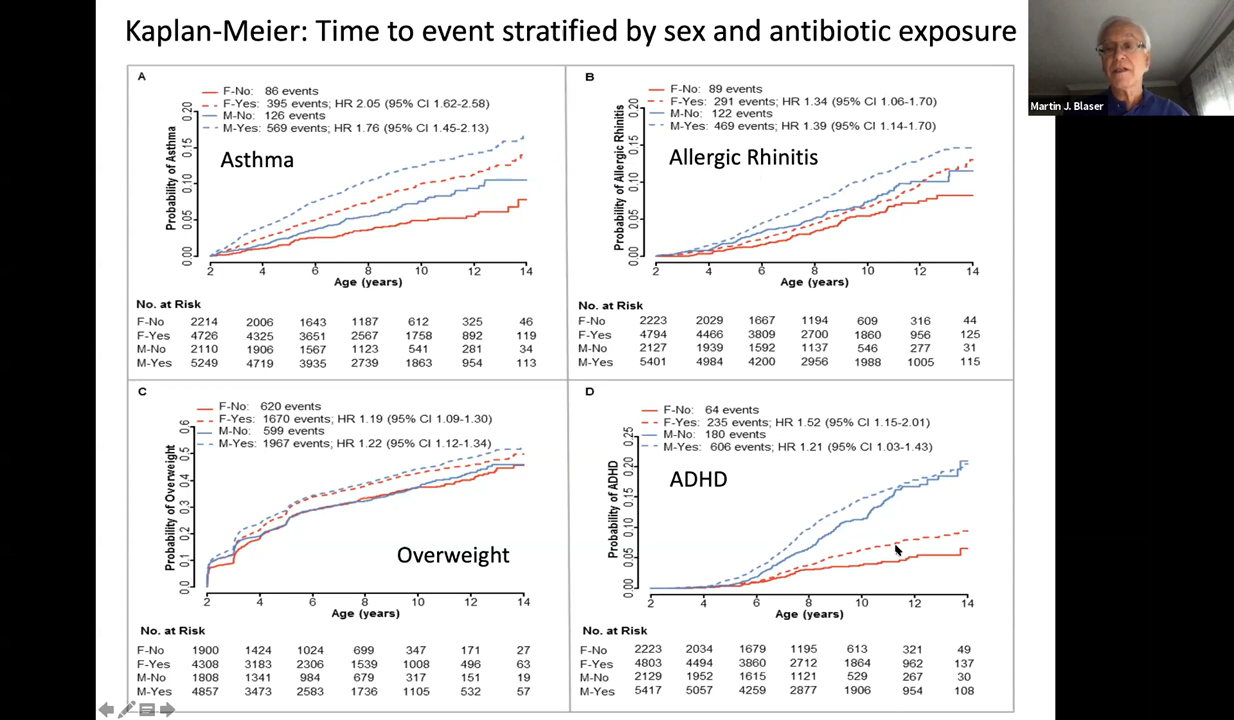 Kaplan-Meier: Time to event stratified by sex and antibiotic exposure
Martin J. Blaser
A
F-No: 86 events
F-Yes: 395 events; HR 2.05 (95% CI 1.62-2.58)
M-No: 126 events
M-Yes: 569 events; HR 1.76 (95% CI 1.45-2.13)
Asthma
Probability of Asthma
0.00 0.05 0.10 0.15 0.20
2 4 6 8 10 12 14
Age (years)
No. at Risk
F-No 2214 2006 1643 1187 612 325 46
F-Yes 4726 4325 3651 2567 1758 892 119
M-No 2110 1906 1567 1123 541 281 34
M-Yes 5249 4719 3935 2739 1863 954 113
B
F-No: 89 events
F-Yes: 291 events; HR 1.34 (95% CI 1.06-1.70)
M-No: 122 events
M-Yes: 469 events; HR 1.39 (95% CI 1.14-1.70)
Allergic Rhinitis
Probability of Allergic Rhinitis
0.00 0.05 0.10 0.15 0.20
2 4 6 8 10 12 14
Age (years)
No. at Risk
F-No 2223 2029 1667 1194 609 316 44
F-Yes 4794 4466 3809 2700 1860 956 125
M-No 2127 1939 1592 1137 546 277 31
M-Yes 5401 4984 4200 2956 1988 1005 115
C
F-No: 620 events
F-Yes: 1670 events; HR 1.19 (95% CI 1.09-1.30)
M-No: 599 events
M-Yes: 1967 events; HR 1.22 (95% CI 1.12-1.34)
Overweight
Probability of Overweight
0.0 0.1 0.2 0.3 0.4 0.5 0.6
2 4 6 8 10 12 14
Age (years)
No. at Risk
F-No 1900 1424 1024 699 347 171 27
F-Yes 4308 3183 2306 1539 1008 496 63
M-No 1808 1341 984 679 317 151 19
M-Yes 4857 3473 2583 1736 1105 532 57
D
F-No: 64 events
F-Yes: 235 events; HR 1.52 (95% CI 1.15-2.01)
M-No: 180 events
M-Yes: 606 events; HR 1.21 (95% CI 1.03-1.43)
ADHD
Probability of ADHD
0.00 0.05 0.10 0.15 0.20 0.25
2 4 6 8 10 12 14
Age (years)
No. at Risk
F-No 2223 2034 1679 1195 613 321 49
F-Yes 4803 4494 3860 2712 1864 962 137
M-No 2129 1952 1615 1121 529 267 30
M-Yes 5417 5057 4259 2877 1906 954 108